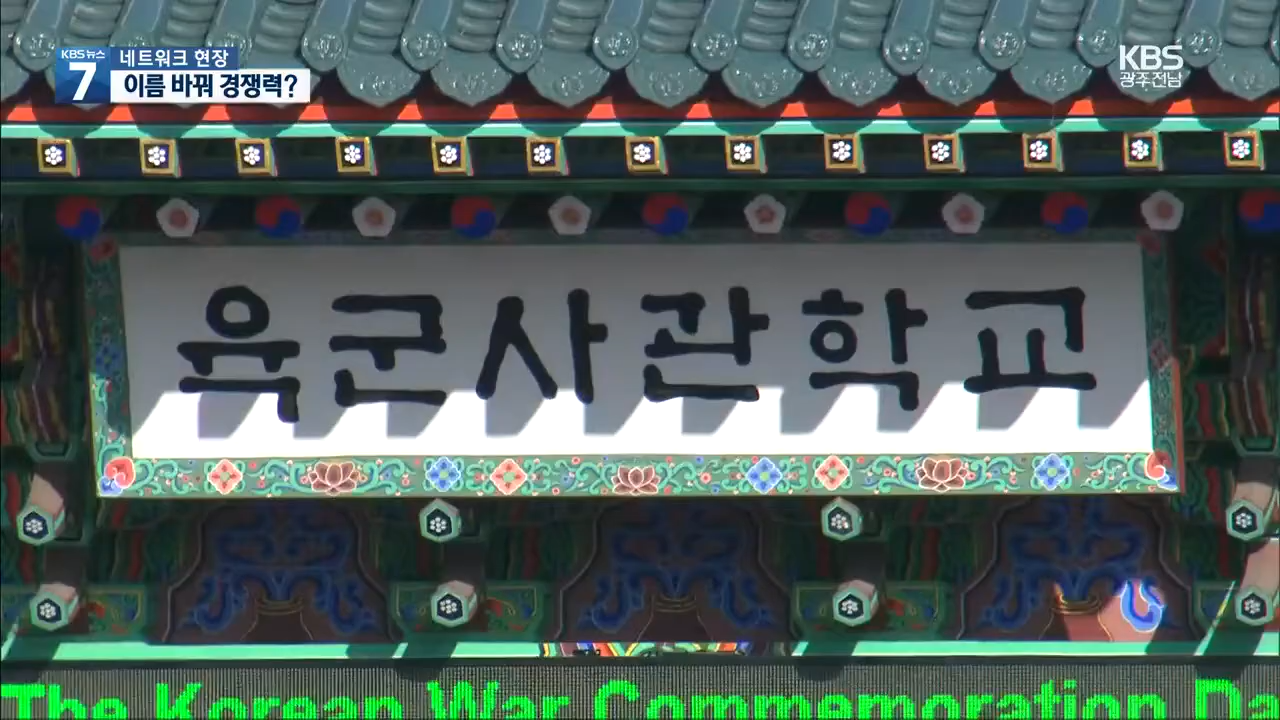 KBS 뉴스 7
네트워크 현장
이름 바꿔 경쟁력?
KBS
광주전남
육군사관학교
The Korean War Commemoration Da